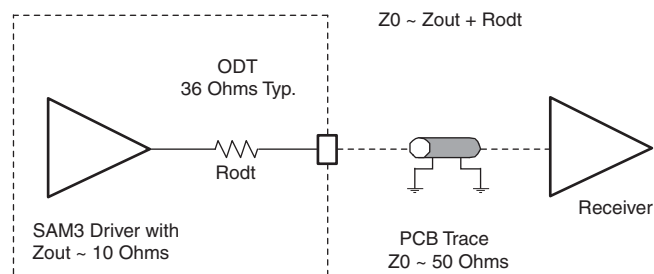 Z0 ~ Zout + Rodt
ODT
36 Ohms Typ.
Rodt
Receiver
SAM3 Driver with
Zout ~ 10 Ohms
PCB Trace
Z0 ~ 50 Ohms